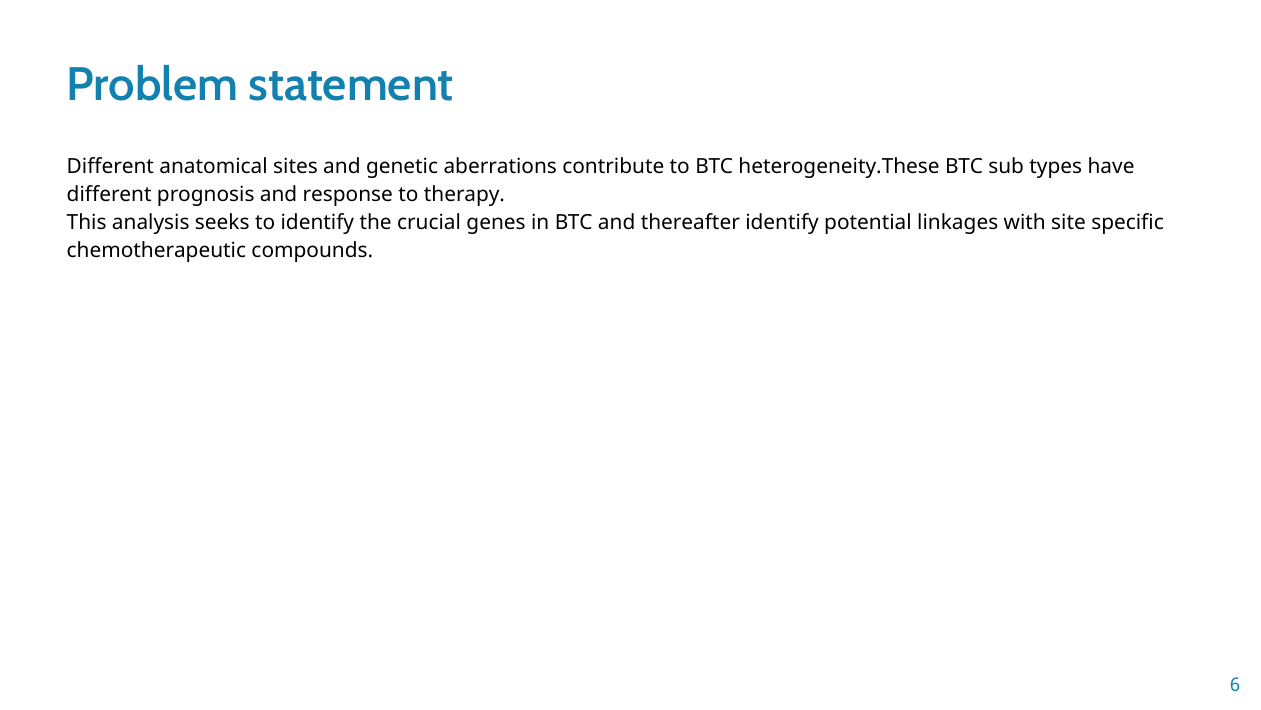 Problem statement
Different anatomical sites and genetic aberrations contribute to BTC heterogeneity.These BTC sub types have
different prognosis and response to therapy.
This analysis seeks to identify the crucial genes in BTC and thereafter identify potential linkages with site specific
chemotherapeutic compounds.
6